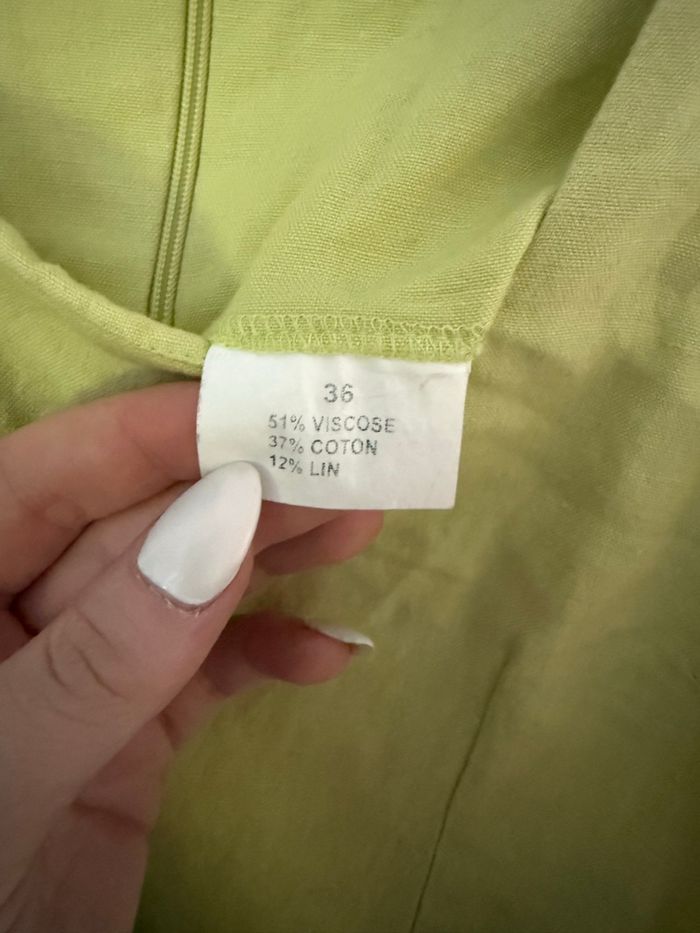 36
51% VISCOSE
37% COTON
12% LIN